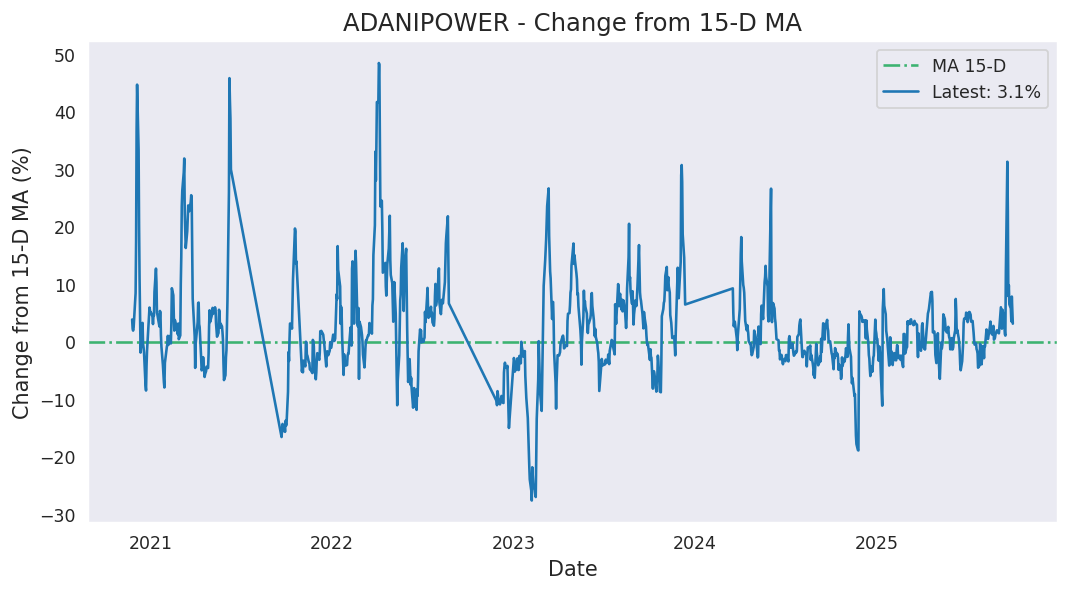 ADANIPOWER - Change from 15-D MA
Change from 15-D MA (%)
50
40
30
20
10
0
−10
−20
−30
MA 15-D
Latest: 3.1%
2021
2022
2023
2024
2025
Date